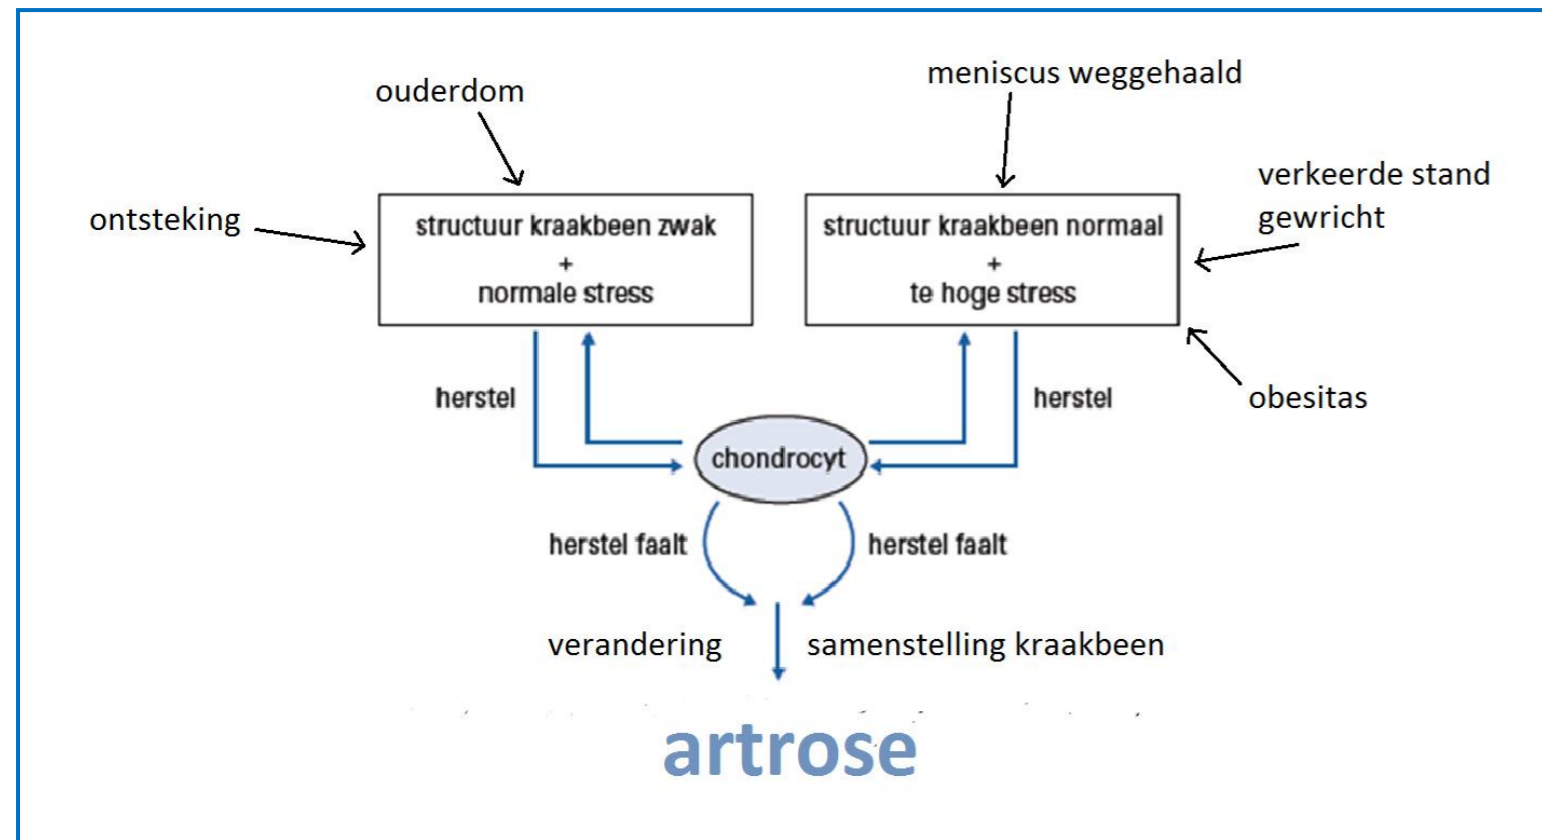 ouderdom
meniscus weggehaald
ontsteking
verkeerde stand
gewricht
structuur kraakbeen zwak
+
normale stress
structuur kraakbeen normaal
+
te hoge stress
obesitas
herstel
herstel
chondrocyt
herstel faalt
herstel faalt
verandering
samenstelling kraakbeen
artrose